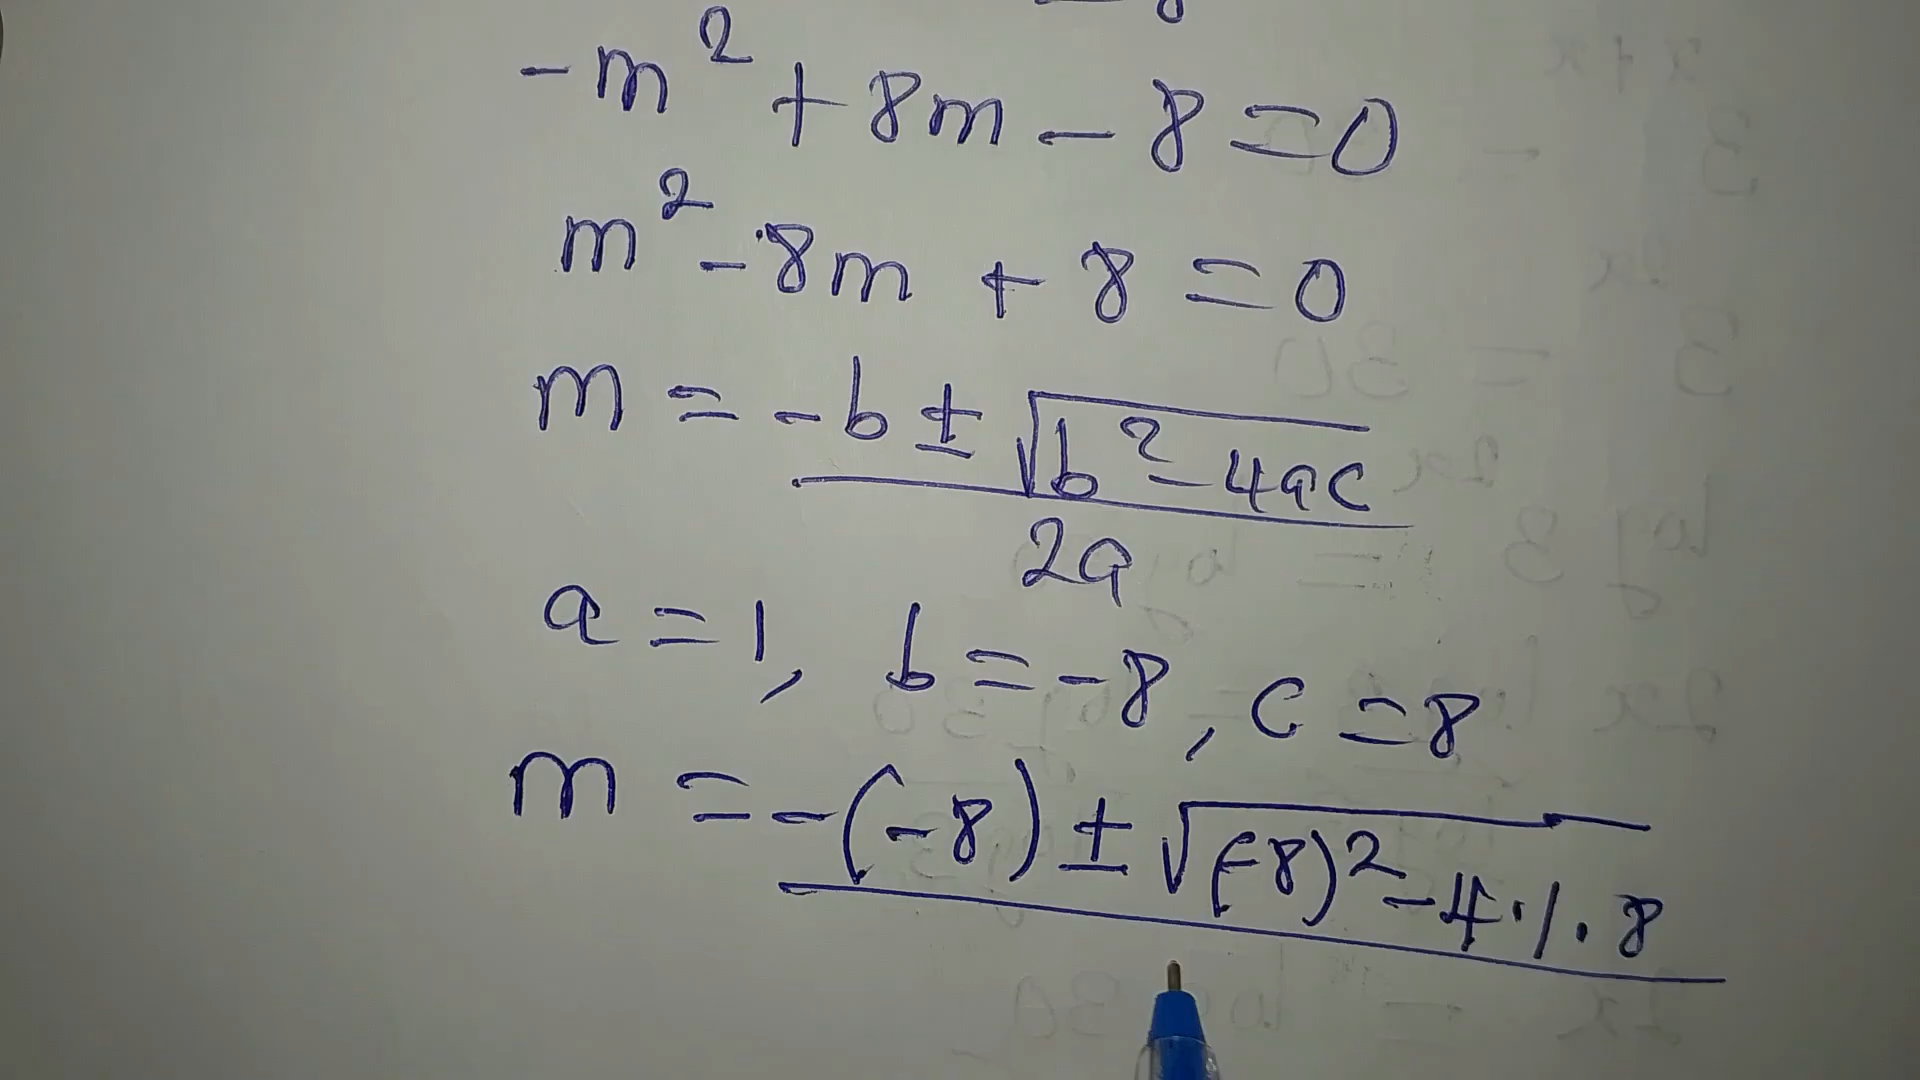 -m² + 8m - 8 = 0
m² - 8m + 8 = 0
m = -b ± √b² - 4ac
2a
a = 1, b = -8, c = 8
m = -(-8) ± √(-8)² - 4·1·8